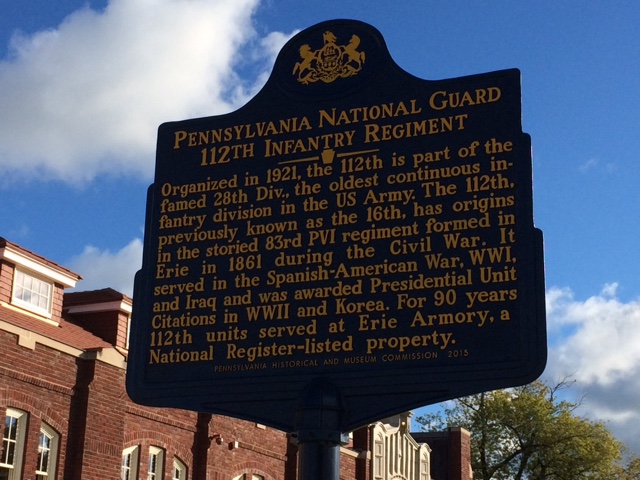 PENNSYLVANIA NATIONAL GUARD
112TH INFANTRY REGIMENT
Organized in 1921, the 112th is part of the
famed 28th Div., the oldest continuous in-
fantry division in the US Army. The 112th,
previously known as the 16th, has origins
in the storied 83rd PVI regiment formed in
Erie in 1861 during the Civil War. It
served in the Spanish-American War, WWI,
and Iraq and was awarded Presidential Unit
Citations in WWII and Korea. For 90 years
112th units served at Erie Armory, a
National Register-listed property.
PENNSYLVANIA HISTORICAL AND MUSEUM COMMISSION 2015